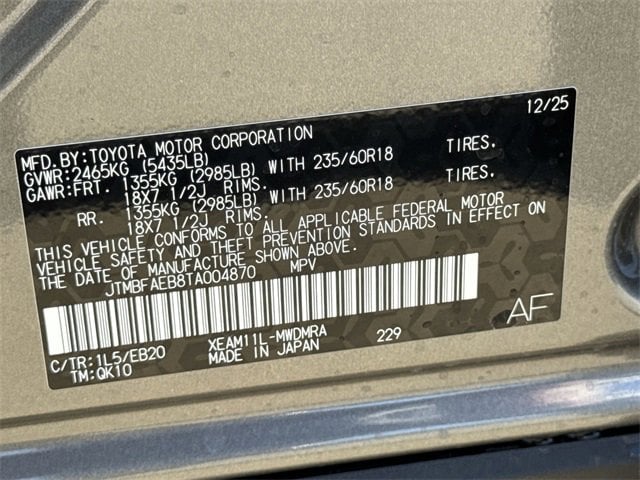 12/25
MFD.BY:TOYOTA MOTOR CORPORATION
GVWR:2465KG (5435LB)
GAWR:FRT. 1355KG (2985LB) WITH 235/60R18 TIRES.
18X7 1/2J RIMS.
RR. 1355KG (2985LB) WITH 235/60R18 TIRES.
18X7 1/2J RIMS.
THIS VEHICLE CONFORMS TO ALL APPLICABLE FEDERAL MOTOR
VEHICLE SAFETY AND THEFT PREVENTION STANDARDS IN EFFECT ON
THE DATE OF MANUFACTURE SHOWN ABOVE.
JTMBFAEB8TA004870 MPV
C/TR:1L5/EB20 XEAM11L-MWDMRA 229 AF
TM:QK10 MADE IN JAPAN